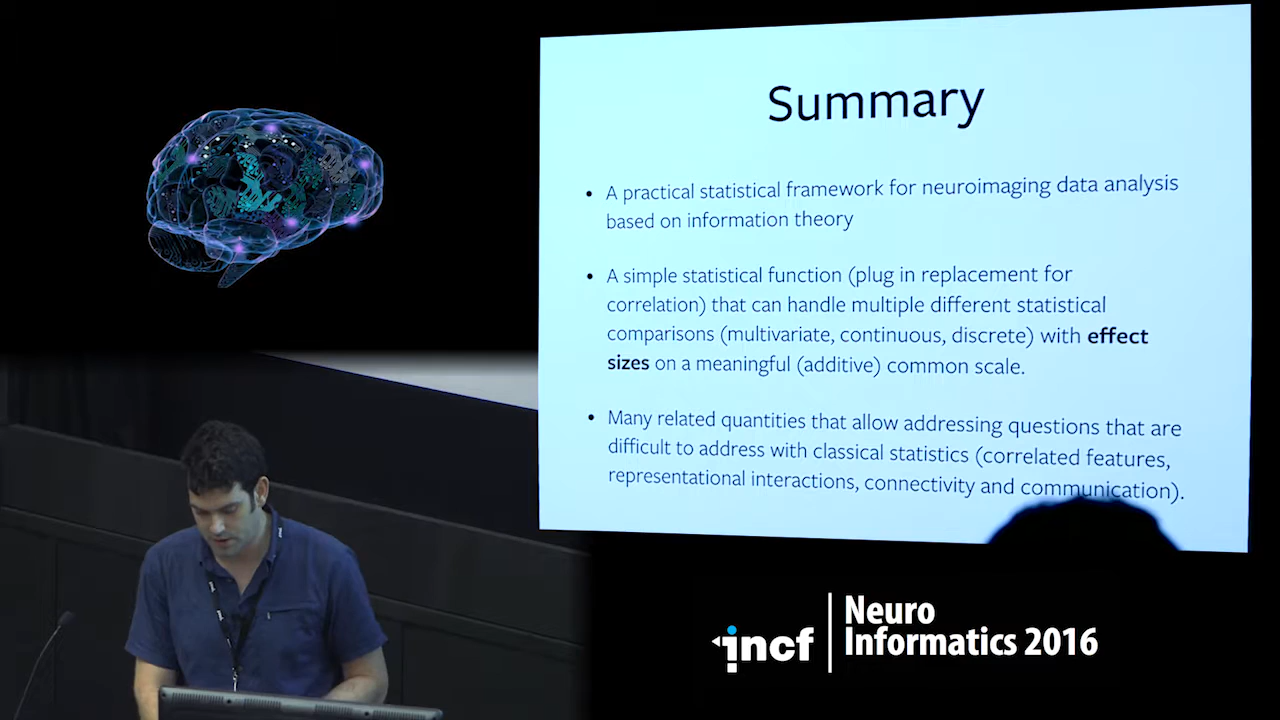 Summary
• A practical statistical framework for neuroimaging data analysis
based on information theory
• A simple statistical function (plug in replacement for
correlation) that can handle multiple different statistical
comparisons (multivariate, continuous, discrete) with effect
sizes on a meaningful (additive) common scale.
• Many related quantities that allow addressing questions that are
difficult to address with classical statistics (correlated features,
representational interactions, connectivity and communication).
incf
Neuro
Informatics 2016